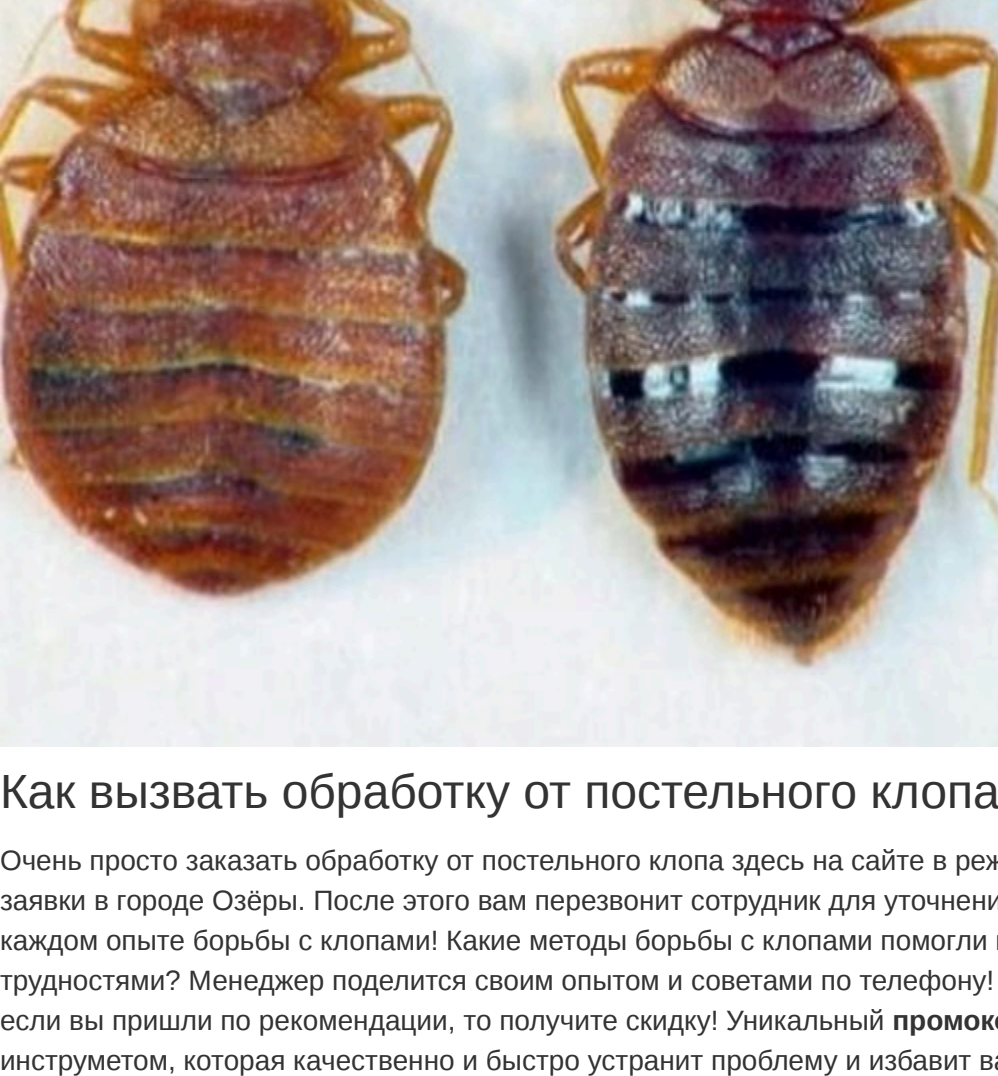 Как вызвать обработку от постельного клопа
Очень просто заказать обработку от постельного клопа здесь на сайте в реж
заявки в городе Озёры. После этого вам перезвонит сотрудник для уточнени
каждом опыте борьбы с клопами! Какие методы борьбы с клопами помогли
трудностями? Менеджер поделится своим опытом и советами по телефону!
если вы пришли по рекомендации, то получите скидку! Уникальный промок
инструметом, которая качественно и быстро устранит проблему и избавит ва